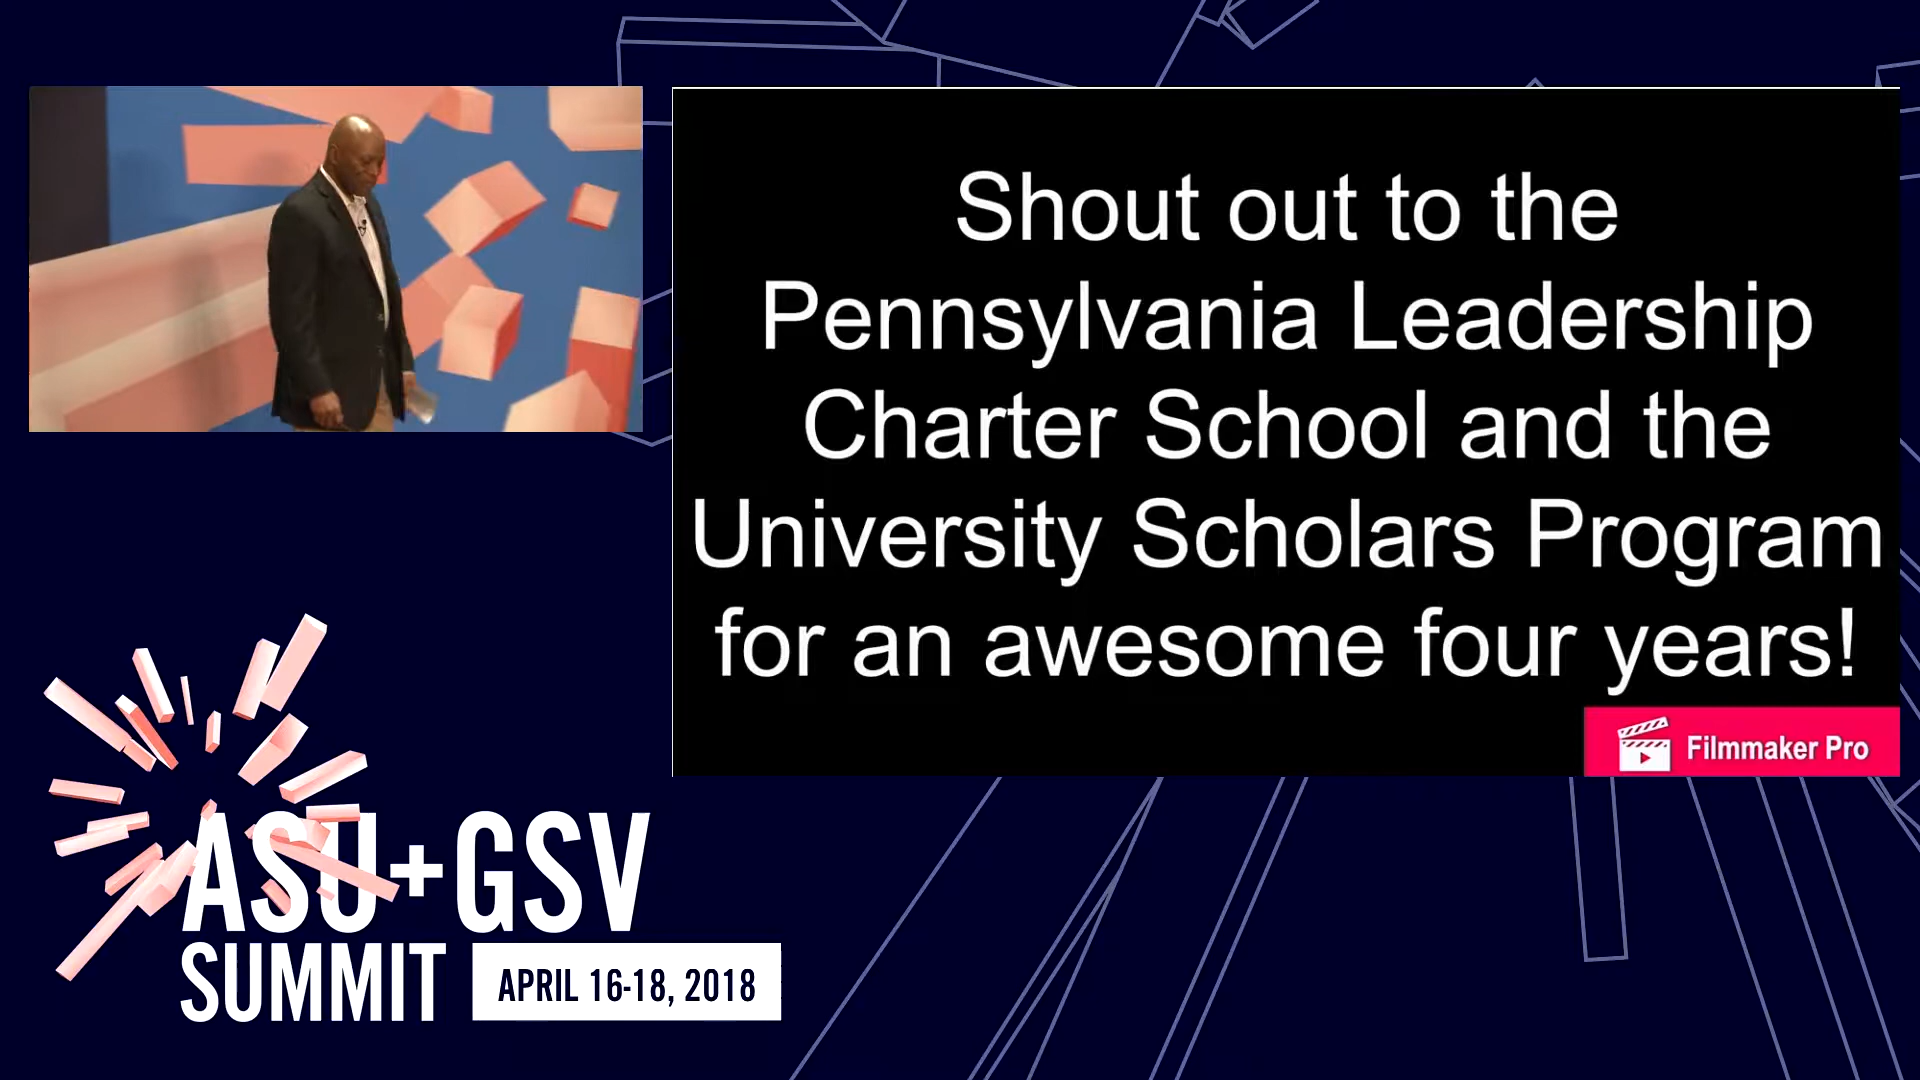 Shout out to the
Pennsylvania Leadership
Charter School and the
University Scholars Program
for an awesome four years!
Filmmaker Pro
ASU+GSV
SUMMIT
APRIL 16-18, 2018